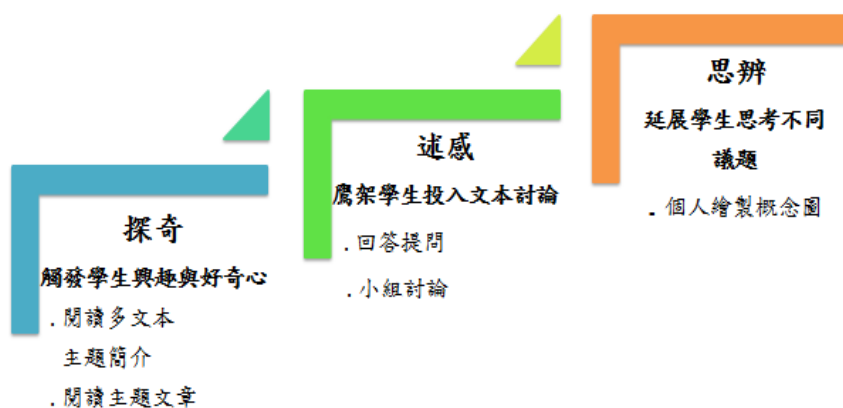 探奇
觸發學生興趣與好奇心
.閱讀多文本
主題簡介
.閱讀主題文章
述感
鷹架學生投入文本討論
.回答提問
.小組討論
思辨
延展學生思考不同
議題
.個人繪製概念圖